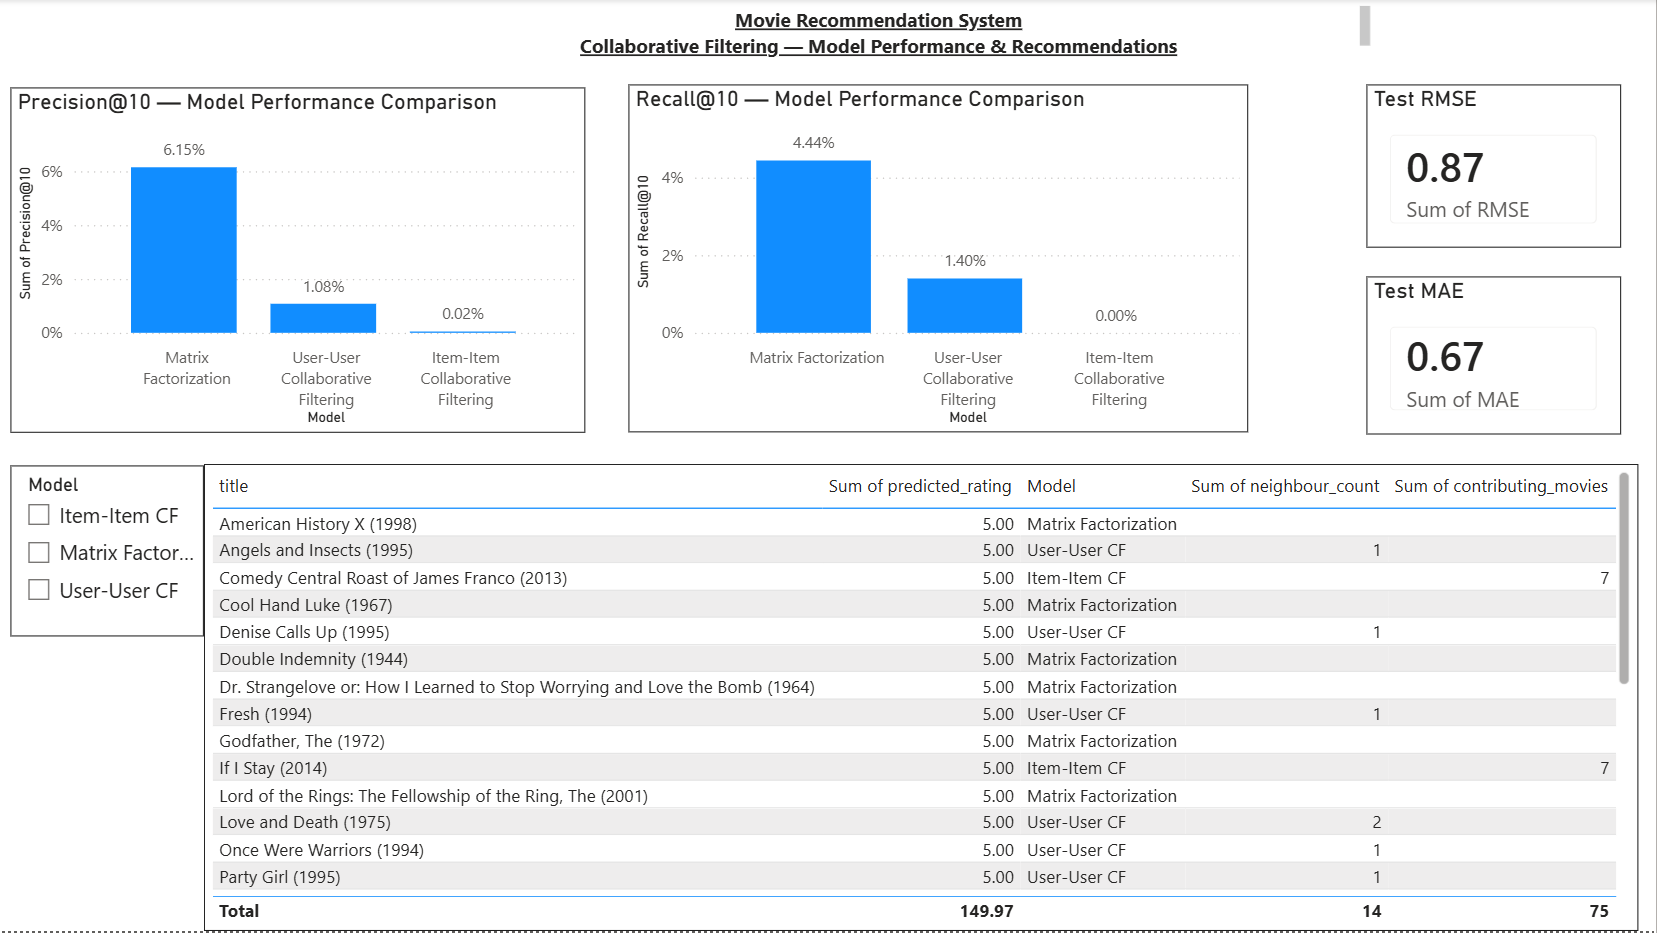 Movie Recommendation System
Collaborative Filtering — Model Performance & Recommendations
Precision@10 — Model Performance Comparison
Sum of Precision@10
6%
4%
2%
0%
6.15%
1.08%
0.02%
Matrix
Factorization
User-User
Collaborative
Filtering
Item-Item
Collaborative
Filtering
Model
Recall@10 — Model Performance Comparison
Sum of Recall@10
4%
2%
0%
4.44%
1.40%
0.00%
Matrix Factorization
User-User
Collaborative
Filtering
Item-Item
Collaborative
Filtering
Model
Test RMSE
0.87
Sum of RMSE
Test MAE
0.67
Sum of MAE
Model
Item-Item CF
Matrix Factor...
User-User CF
title Sum of predicted_rating Model Sum of neighbour_count Sum of contributing_movies
American History X (1998) 5.00 Matrix Factorization
Angels and Insects (1995) 5.00 User-User CF 1
Comedy Central Roast of James Franco (2013) 5.00 Item-Item CF 7
Cool Hand Luke (1967) 5.00 Matrix Factorization
Denise Calls Up (1995) 5.00 User-User CF 1
Double Indemnity (1944) 5.00 Matrix Factorization
Dr. Strangelove or: How I Learned to Stop Worrying and Love the Bomb (1964) 5.00 Matrix Factorization
Fresh (1994) 5.00 User-User CF 1
Godfather, The (1972) 5.00 Matrix Factorization
If I Stay (2014) 5.00 Item-Item CF 7
Lord of the Rings: The Fellowship of the Ring, The (2001) 5.00 Matrix Factorization
Love and Death (1975) 5.00 User-User CF 2
Once Were Warriors (1994) 5.00 User-User CF 1
Party Girl (1995) 5.00 User-User CF 1
Total 149.97 14 75